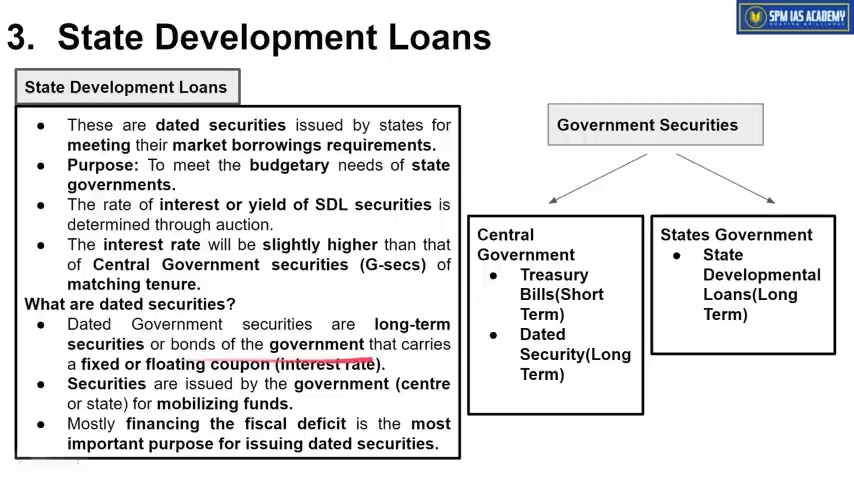 3. State Development Loans
SPM IAS ACADEMY
State Development Loans
● These are dated securities issued by states for
meeting their market borrowings requirements.
● Purpose: To meet the budgetary needs of state
governments.
● The rate of interest or yield of SDL securities is
determined through auction.
● The interest rate will be slightly higher than that
of Central Government securities (G-secs) of
matching tenure.
What are dated securities?
● Dated Government securities are long-term
securities or bonds of the government that carries
a fixed or floating coupon (interest rate).
● Securities are issued by the government (centre
or state) for mobilizing funds.
● Mostly financing the fiscal deficit is the most
important purpose for issuing dated securities.
Government Securities
Central
Government
● Treasury
Bills(Short
Term)
● Dated
Security(Long
Term)
States Government
● State
Developmental
Loans(Long
Term)